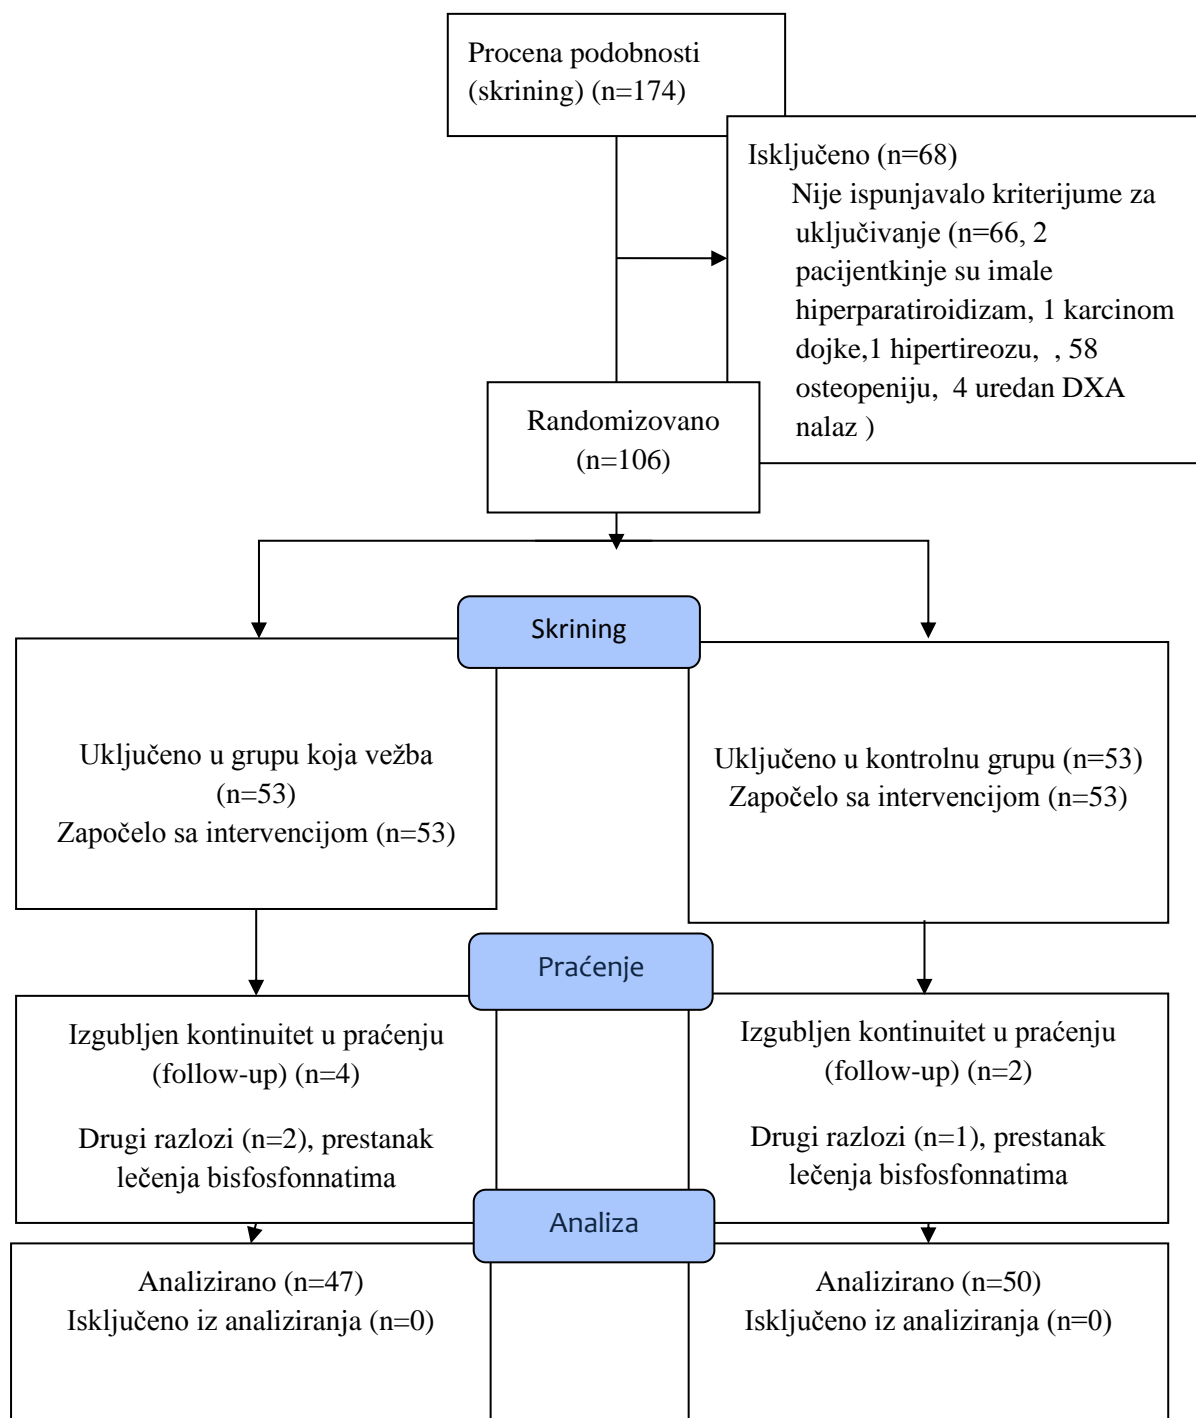 Procena podobnosti
(skrining) (n=174)
Isključeno (n=68)
Nije ispunjavalo kriterijume za
uključivanje (n=66, 2
pacijentkinje su imale
hiperparatiroidizam, 1 karcinom
dojke,1 hipertireozu,  , 58
osteopeniju,  4 uredan DXA
nalaz )
Randomizovano
(n=106)
Skrining
Uključeno u grupu koja vežba
(n=53)
Započelo sa intervencijom (n=53)
Uključeno u kontrolnu grupu (n=53)
Započelo sa intervencijom (n=53)
Praćenje
Izgubljen kontinuitet u praćenju
(follow-up) (n=4)
Drugi razlozi (n=2), prestanak
lečenja bisfosfonnatima
Izgubljen kontinuitet u praćenju
(follow-up) (n=2)
Drugi razlozi (n=1), prestanak
lečenja bisfosfonnatima
Analiza
Analizirano (n=47)
Isključeno iz analiziranja (n=0)
Analizirano (n=50)
Isključeno iz analiziranja (n=0)